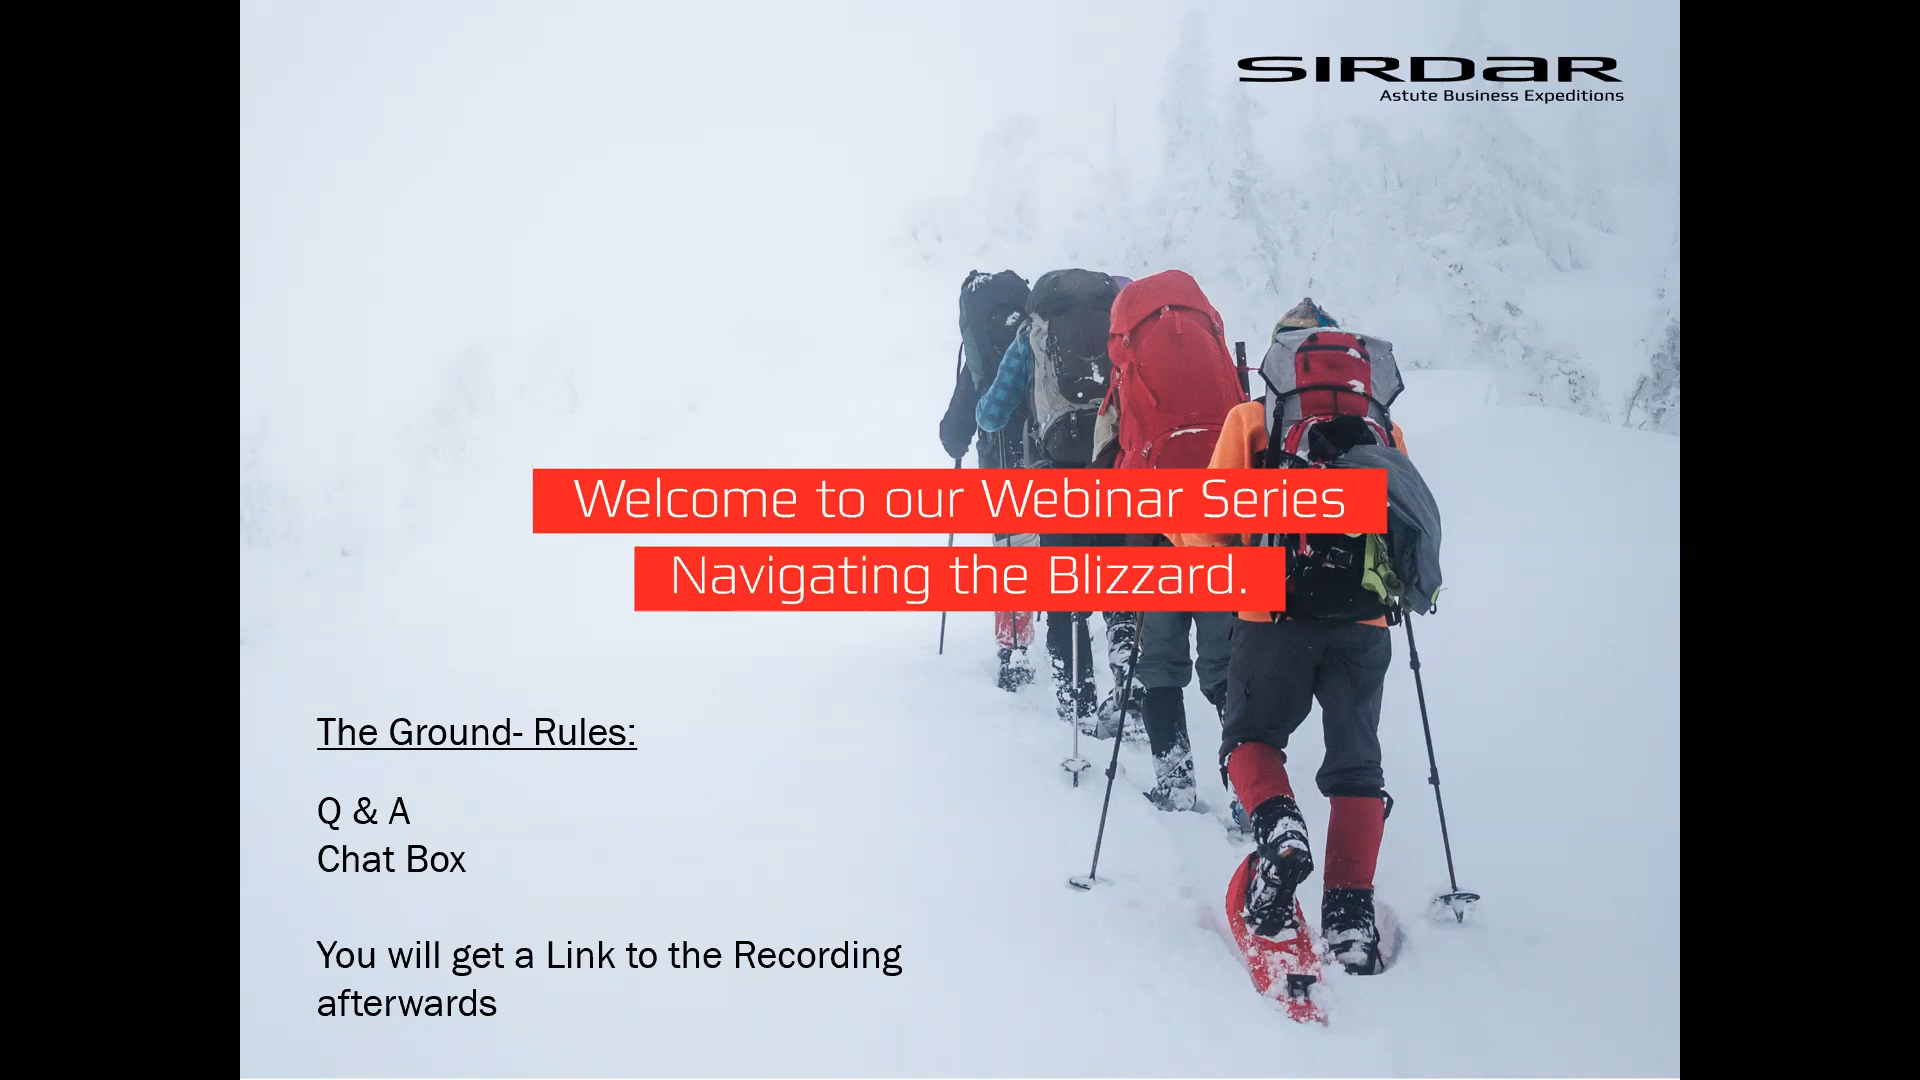 SIRDAR
Astute Business Expeditions
Welcome to our Webinar Series
Navigating the Blizzard.
The Ground- Rules:
Q & A
Chat Box
You will get a Link to the Recording
afterwards